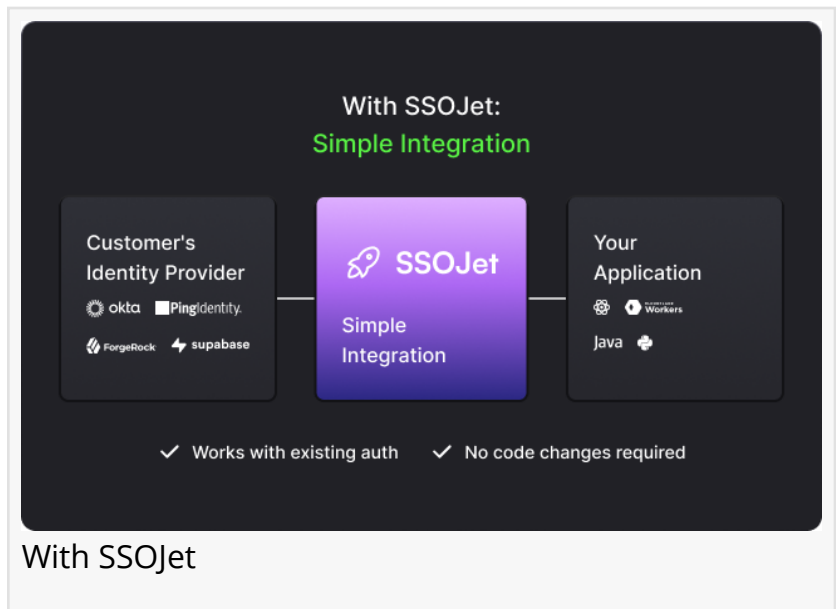 With SSOJet:
Simple Integration
Customer's
Identity Provider
okta PingIdentity.
ForgeRock supabase
SSOJet
Simple
Integration
Your
Application
Workers
Java
Works with existing auth
No code changes required
With SSOJet